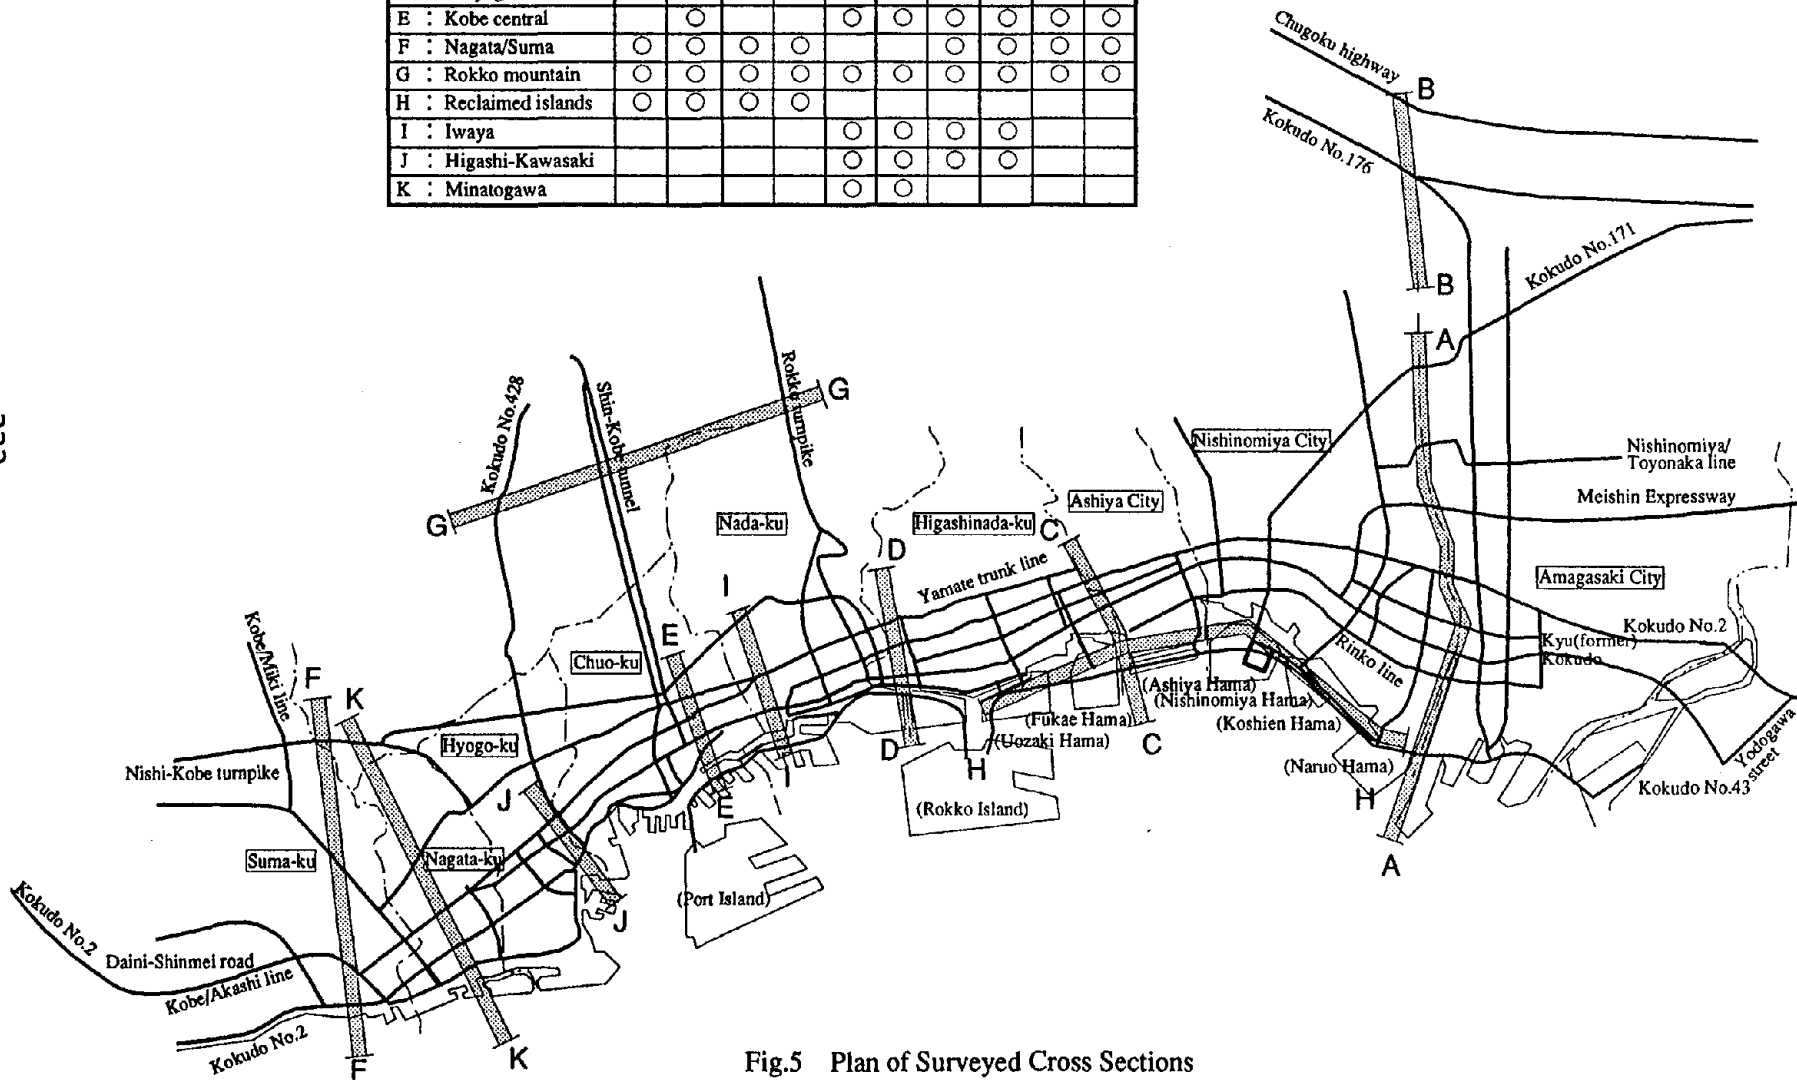 E : Kobe central ○ ○ ○ ○ ○ ○ ○
F : Nagata/Suma ○ ○ ○ ○ ○ ○ ○ ○
G : Rokko mountain ○ ○ ○ ○ ○ ○ ○ ○ ○ ○
H : Reclaimed islands ○ ○ ○ ○
I : Iwaya ○ ○ ○ ○
J : Higashi-Kawasaki ○ ○ ○ ○
K : Minatogawa ○ ○
Chugoku highway
B
Kokudo No.176
Kokudo No.171
B
A
Rokko turnpike
G
Kokudo No.428
Shin-Kobe tunnel
G
Nishinomiya City
Nishinomiya/
Toyonaka line
Meishin Expressway
Ashiya City
Nada-ku
Higashinada-ku
C
D
Yamate trunk line
Amagasaki City
I
Kobe/Miki line
E
Chuo-ku
Kokudo No.2
Kyu(former)
Kokudo
Rinko line
F
K
(Ashiya Hama)
(Nishinomiya Hama)
(Koshien Hama)
(Fukae Hama)
(Uozaki Hama)
C
D
H
I
Hyogo-ku
Nishi-Kobe turnpike
(Naruo Hama)
Yodogawa
street
Kokudo No.43
J
E
(Rokko Island)
H
A
Suma-ku
Nagata-ku
(Port Island)
J
Kokudo No.2
Daini-Shinmei road
Kobe/Akashi line
Kokudo No.2
F
K
Fig.5 Plan of Surveyed Cross Sections